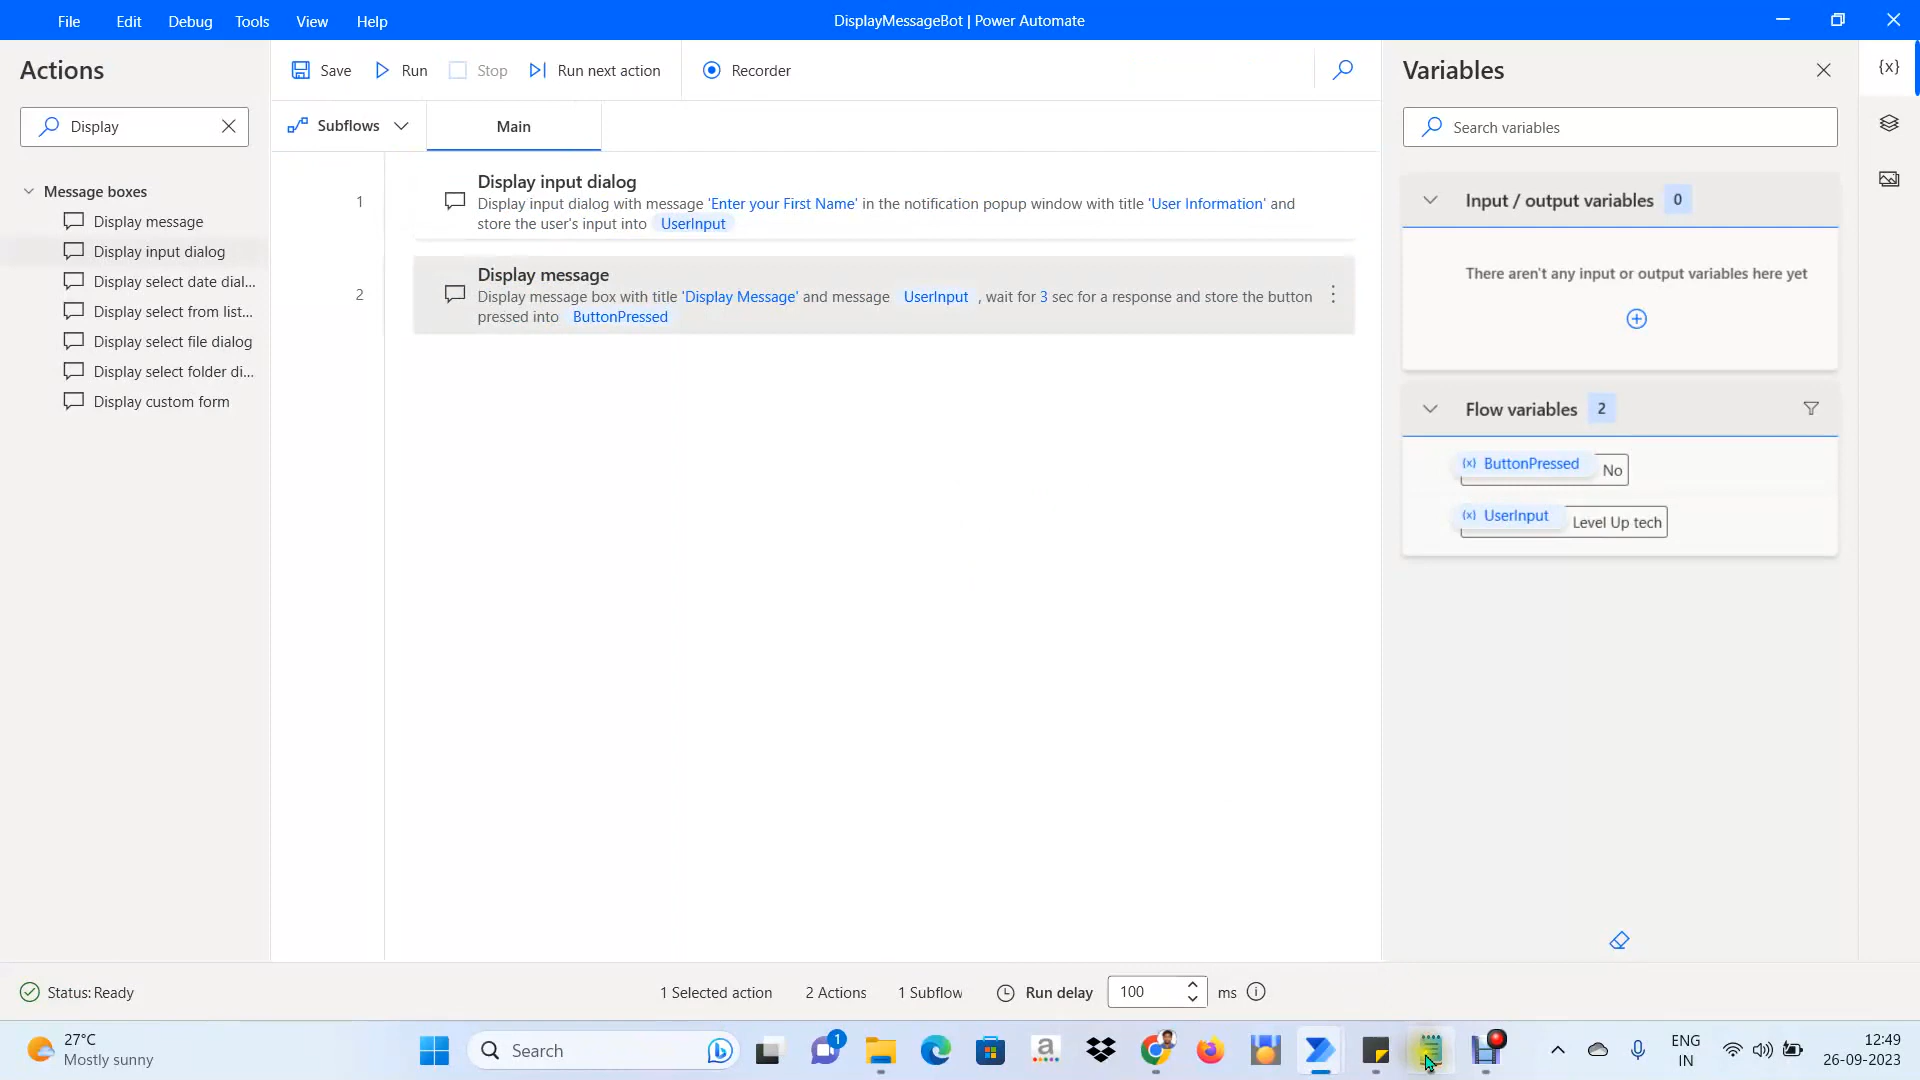 File Edit Debug Tools View Help
DisplayMessageBot | Power Automate
Actions
Save Run Stop Run next action Recorder
Variables
{x}
Display
Subflows
Main
Search variables
Message boxes
Display message
Display input dialog
Display select date dial...
Display select from list...
Display select file dialog
Display select folder di...
Display custom form
1
Display input dialog
Display input dialog with message 'Enter your First Name' in the notification popup window with title 'User Information' and
store the user's input into UserInput
2
Display message
Display message box with title 'Display Message' and message UserInput , wait for 3 sec for a response and store the button
pressed into ButtonPressed
Input / output variables 0
There aren't any input or output variables here yet
Flow variables 2
(x) ButtonPressed No
(x) UserInput Level Up tech
Status: Ready
1 Selected action 2 Actions 1 Subflow Run delay 100 ms
27°C
Mostly sunny
Search
1
a
ENG
IN
12:49
26-09-2023